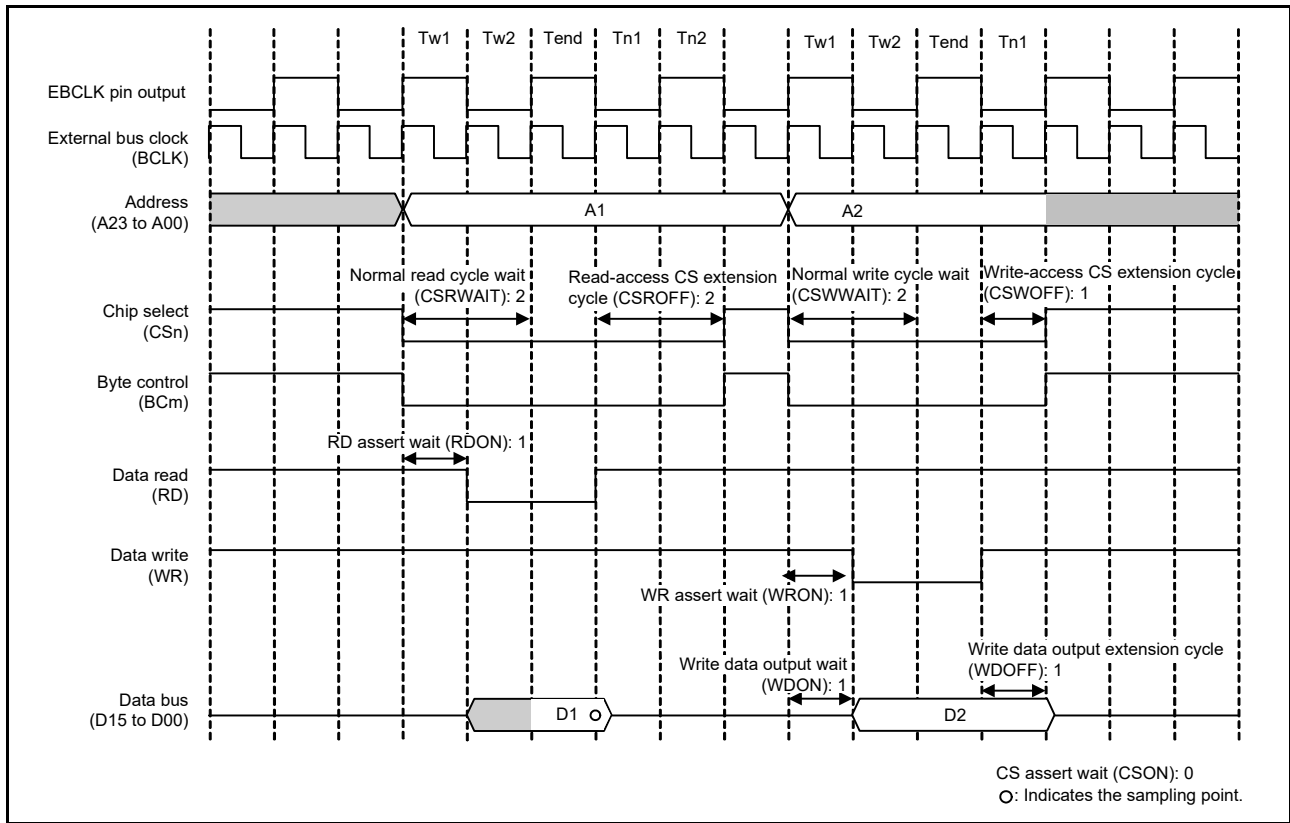 Tw1 Tw2 Tend Tn1 Tn2 Tw1 Tw2 Tend Tn1
EBCLK pin output
External bus clock
(BCLK)
Address
(A23 to A00)
A1 A2
Normal read cycle wait
(CSRWAIT): 2
Read-access CS extension
cycle (CSROFF): 2
Normal write cycle wait
(CSWWAIT): 2
Write-access CS extension cycle
(CSWOFF): 1
Chip select
(CSn)
Byte control
(BCm)
RD assert wait (RDON): 1
Data read
(RD)
Data write
(WR)
WR assert wait (WRON): 1
Write data output wait
(WDON): 1
Write data output extension cycle
(WDOFF): 1
Data bus
(D15 to D00)
D1 D2
CS assert wait (CSON): 0
O: Indicates the sampling point.